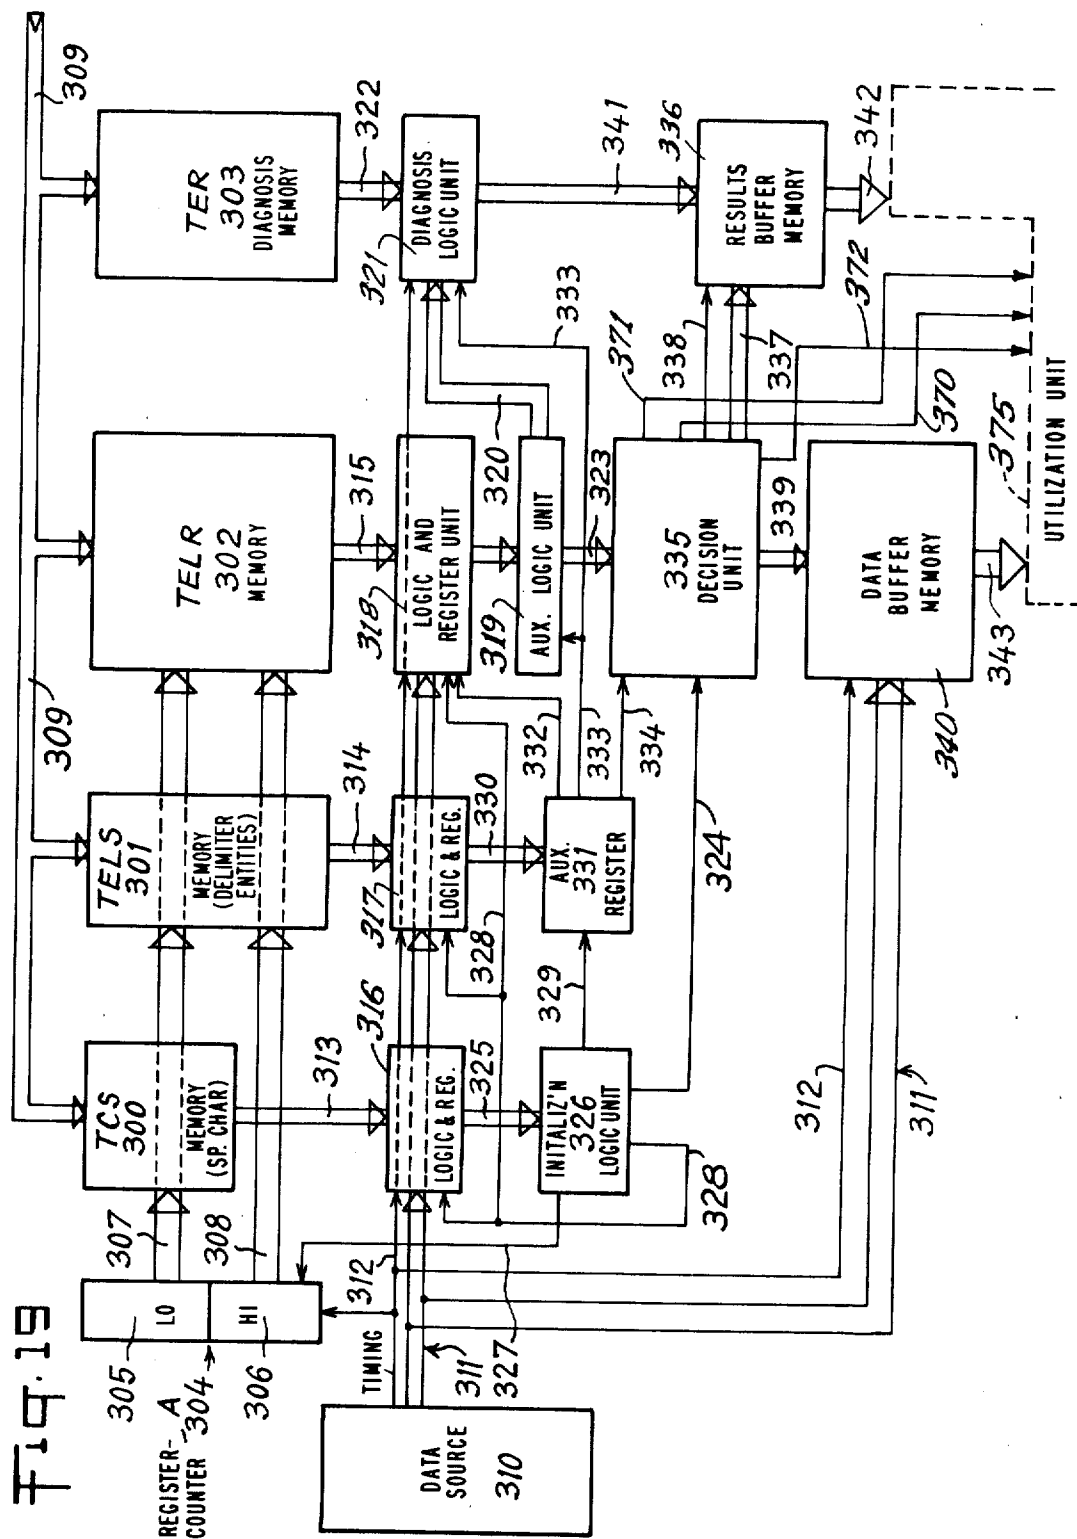 Fig. 19
REGISTER-
COUNTER
A
304
305
LO
306
HI
307
308
309
309
TCS
300
MEMORY
(SP. CHAR)
TELS
301
MEMORY
(DELIMITER
ENTITIES)
TELR
302
MEMORY
TER
303
DIAGNOSIS
MEMORY
313
314
315
322
DATA
SOURCE
310
TIMING
312
311
327
316
LOGIC & REG.
317
LOGIC & REG.
318
LOGIC AND
REGISTER UNIT
321
DIAGNOSIS
LOGIC UNIT
325
328
330
332
320
333
341
INITALIZ'N
326
LOGIC UNIT
328
329
AUX.
331
REGISTER
333
334
324
319
AUX. LOGIC UNIT
323
335
DECISION
UNIT
371
338
337
372
370
336
RESULTS
BUFFER
MEMORY
342
339
312
311
340
DATA
BUFFER
MEMORY
343
375
UTILIZATION UNIT